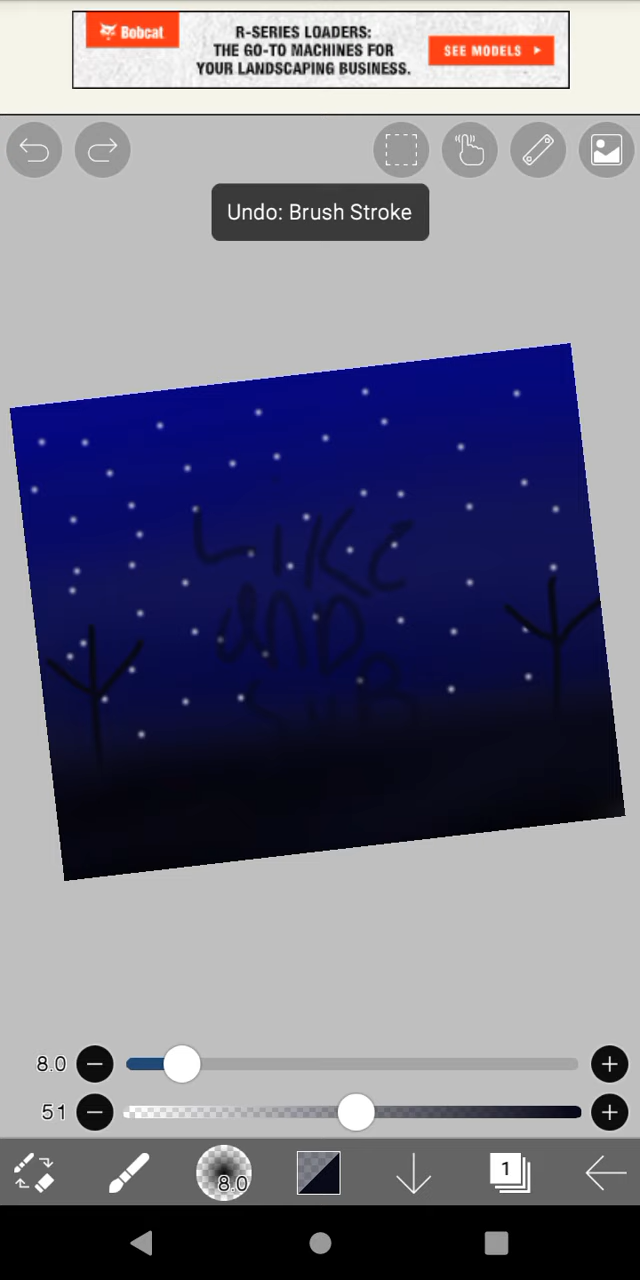 Bobcat
R-SERIES LOADERS:
THE GO-TO MACHINES FOR
YOUR LANDSCAPING BUSINESS.
SEE MODELS
Undo: Brush Stroke
LIKE
anD
SuB
8.0
51
8.0
1